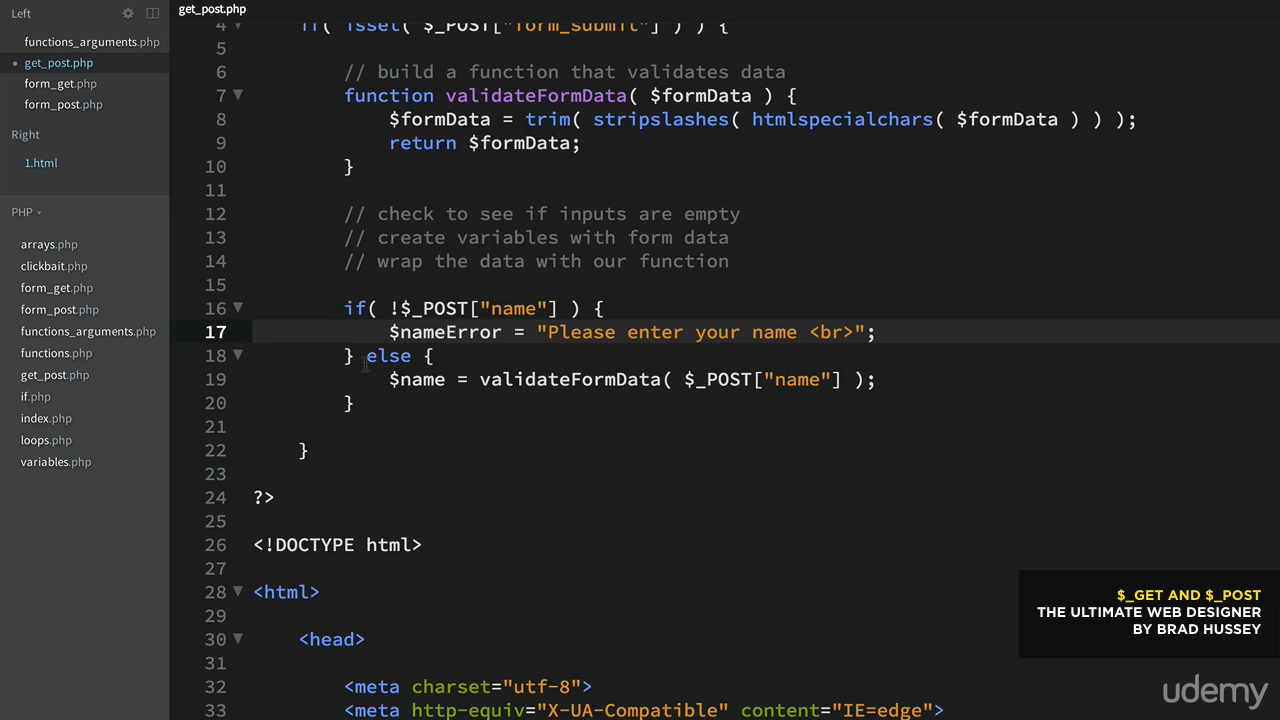 Left
functions_arguments.php
get_post.php
form_get.php
form_post.php
Right
1.html
PHP
arrays.php
clickbait.php
form_get.php
form_post.php
functions_arguments.php
functions.php
get_post.php
if.php
index.php
loops.php
variables.php
get_post.php
4 if( isset( $_POST["form_submit"] ) ) {
5
6 // build a function that validates data
7 function validateFormData( $formData ) {
8 $formData = trim( stripslashes( htmlspecialchars( $formData ) ) );
9 return $formData;
10 }
11
12 // check to see if inputs are empty
13 // create variables with form data
14 // wrap the data with our function
15
16 if( !$_POST["name"] ) {
17 $nameError = "Please enter your name <br>";
18 } else {
19 $name = validateFormData( $_POST["name"] );
20 }
21
22 }
23
24 ?>
25
26 <!DOCTYPE html>
27
28 <html>
29
30 <head>
31
32 <meta charset="utf-8">
33 <meta http-equiv="X-UA-Compatible" content="IE=edge">
$_GET AND $_POST
THE ULTIMATE WEB DESIGNER
BY BRAD HUSSEY
udemy